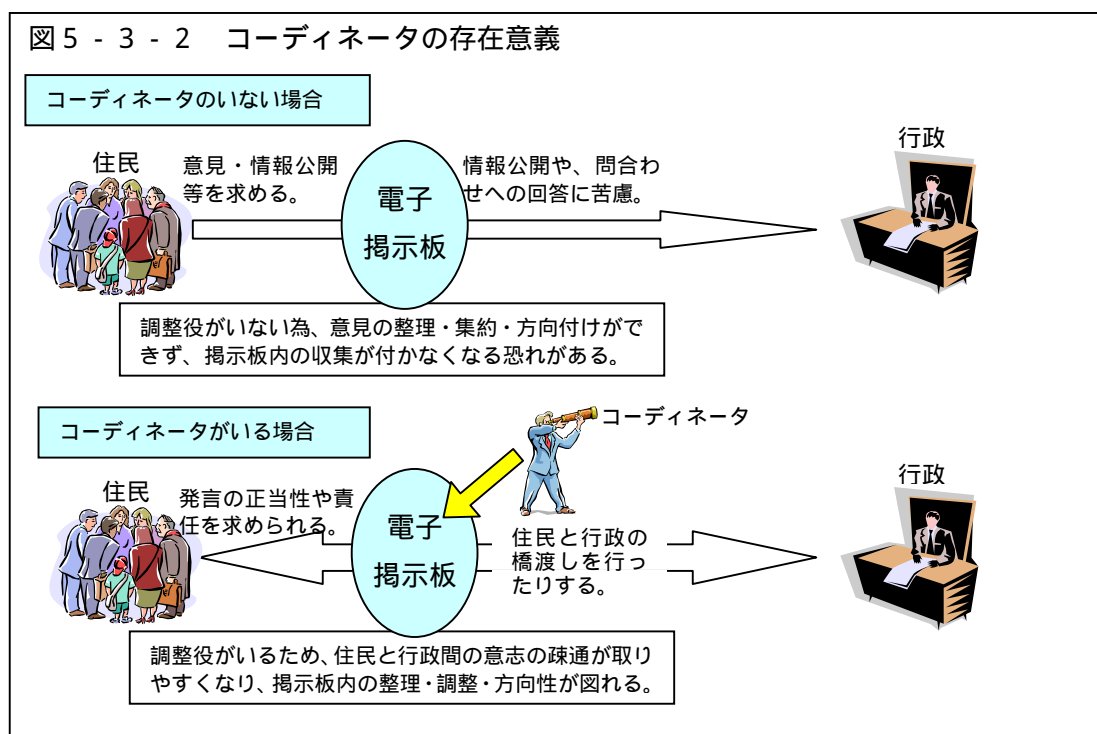 図5-3-2　コーディネータの存在意義
コーディネータのいない場合
住民
意見・情報公開
等を求める。
電子
掲示板
情報公開や、問合わ
せへの回答に苦慮。
行政
調整役がいない為、意見の整理・集約・方向付けがで
きず、掲示板内の収集が付かなくなる恐れがある。
コーディネータがいる場合
コーディネータ
住民
発言の正当性や責
任を求められる。
電子
掲示板
住民と行政の
橋渡しを行っ
たりする。
行政
調整役がいるため、住民と行政間の意志の疎通が取り
やすくなり、掲示板内の整理・調整・方向性が図れる。